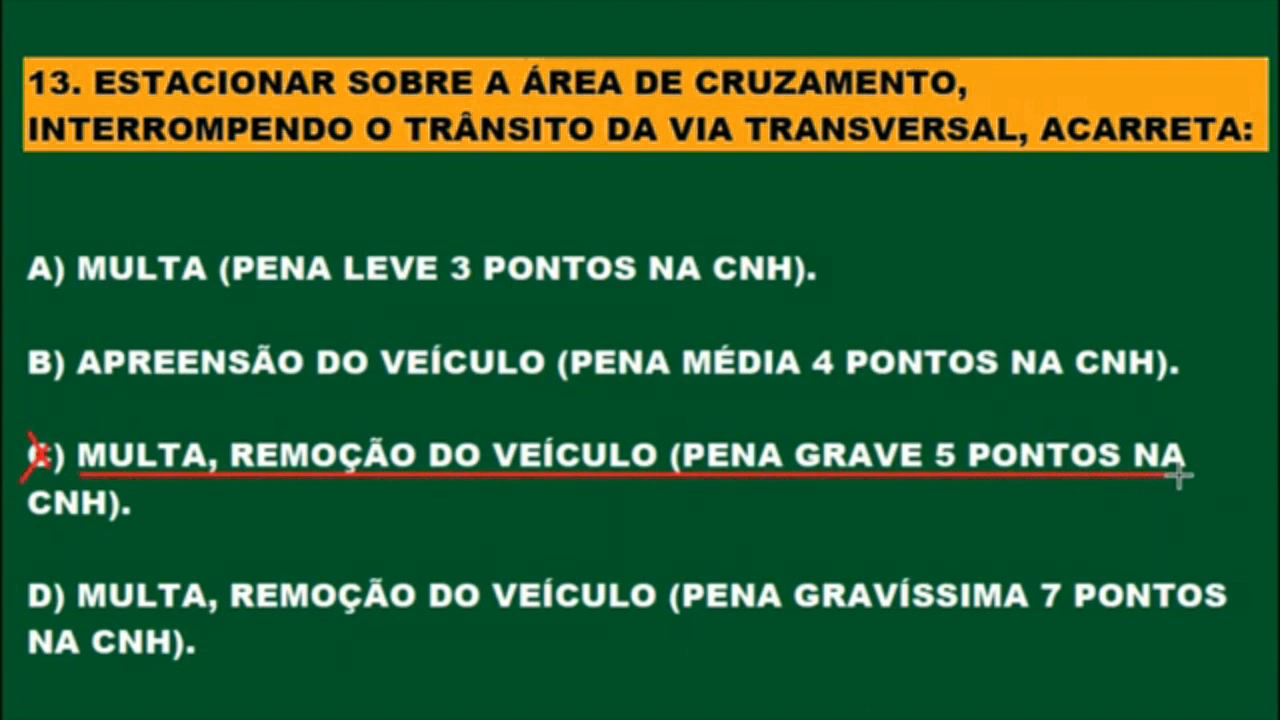 13. ESTACIONAR SOBRE A ÁREA DE CRUZAMENTO,
INTERROMPENDO O TRÂNSITO DA VIA TRANSVERSAL, ACARRETA:
A) MULTA (PENA LEVE 3 PONTOS NA CNH).
B) APREENSÃO DO VEÍCULO (PENA MÉDIA 4 PONTOS NA CNH).
C) MULTA, REMOÇÃO DO VEÍCULO (PENA GRAVE 5 PONTOS NA
CNH).
D) MULTA, REMOÇÃO DO VEÍCULO (PENA GRAVÍSSIMA 7 PONTOS
NA CNH).